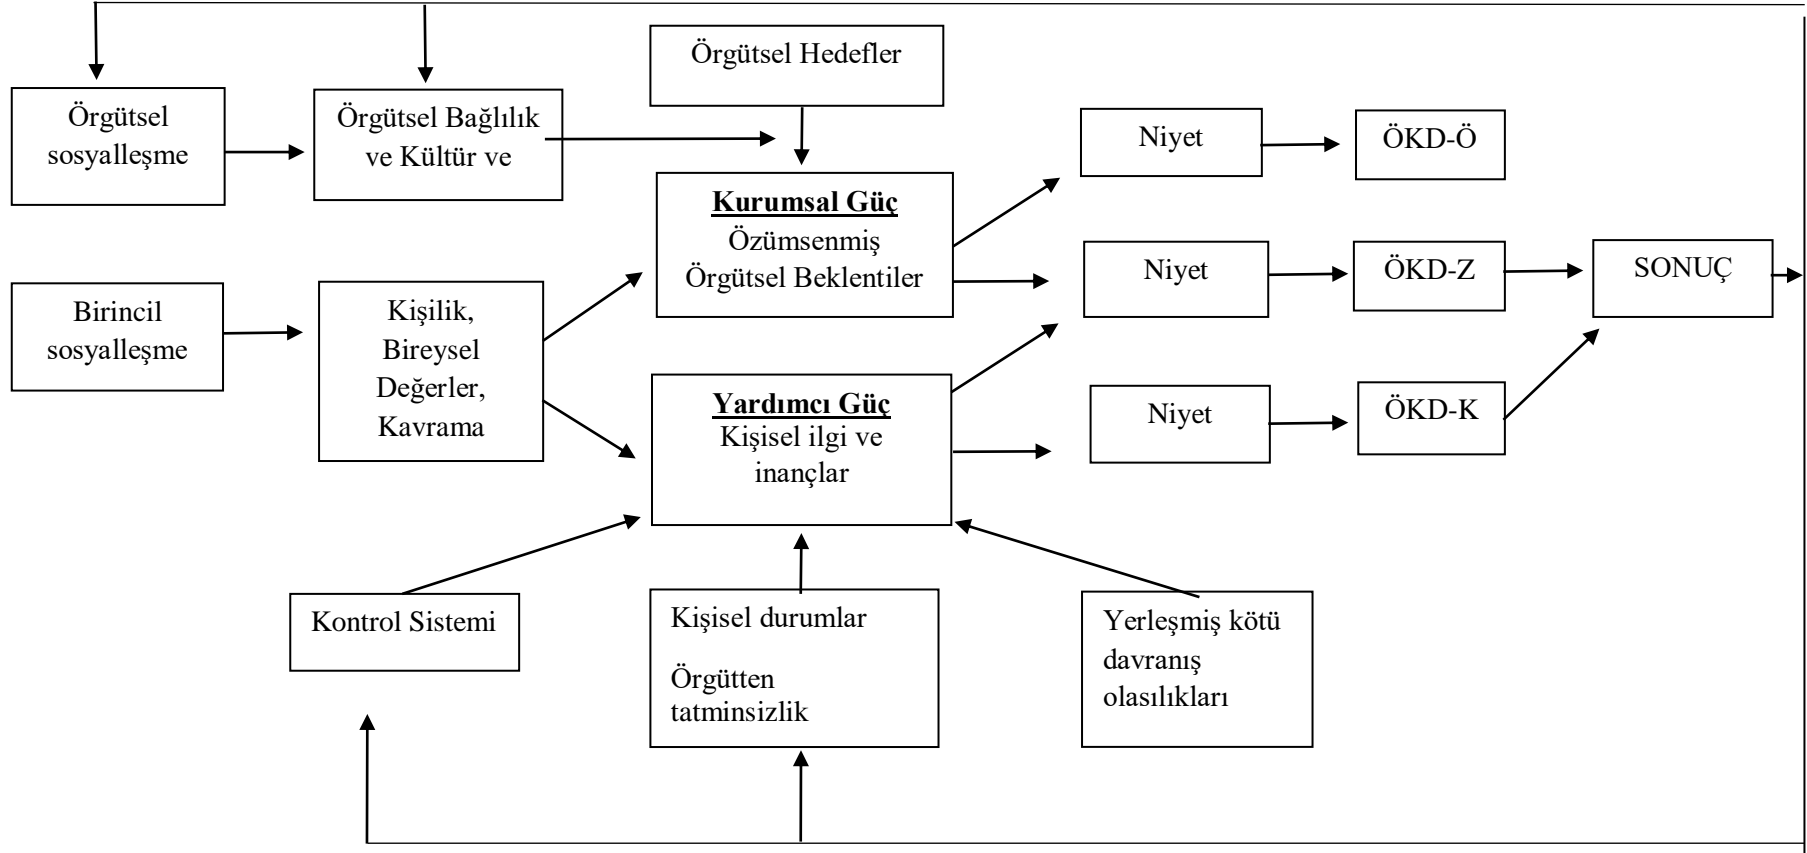 Örgütsel Hedefler
Örgütsel
sosyalleşme
Örgütsel Bağlılık
ve Kültür ve
Niyet
ÖKD-Ö
Kurumsal Güç
Özümsenmiş
Örgütsel Beklentiler
Niyet
ÖKD-Z
SONUÇ
Birincil
sosyalleşme
Kişilik,
Bireysel
Değerler,
Kavrama
Yardımcı Güç
Kişisel ilgi ve
inançlar
Niyet
ÖKD-K
Kontrol Sistemi
Kişisel durumlar
Örgütten
tatminsizlik
Yerleşmiş kötü
davranış
olasılıkları